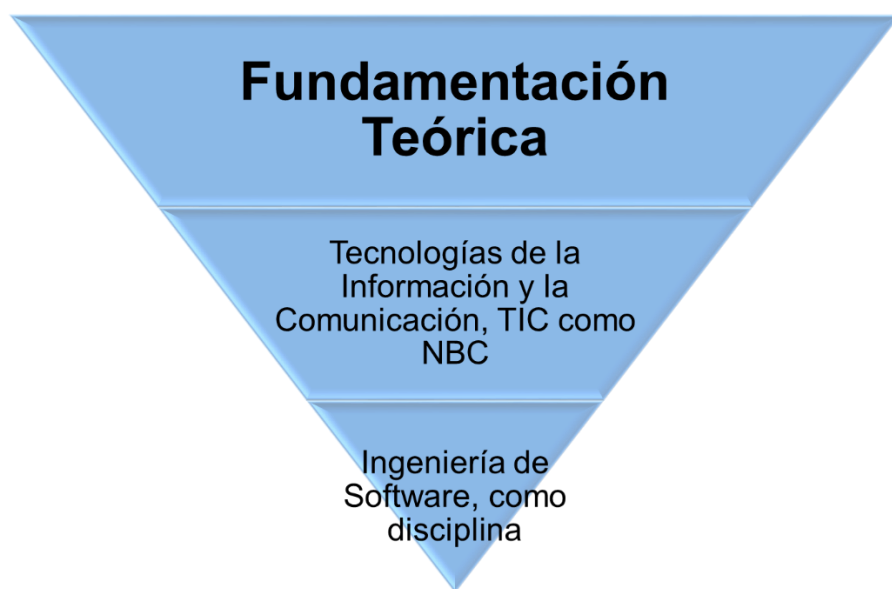 Fundamentación
Teórica
Tecnologías de la
Información y la
Comunicación, TIC como
NBC
Ingeniería de
Software, como
disciplina